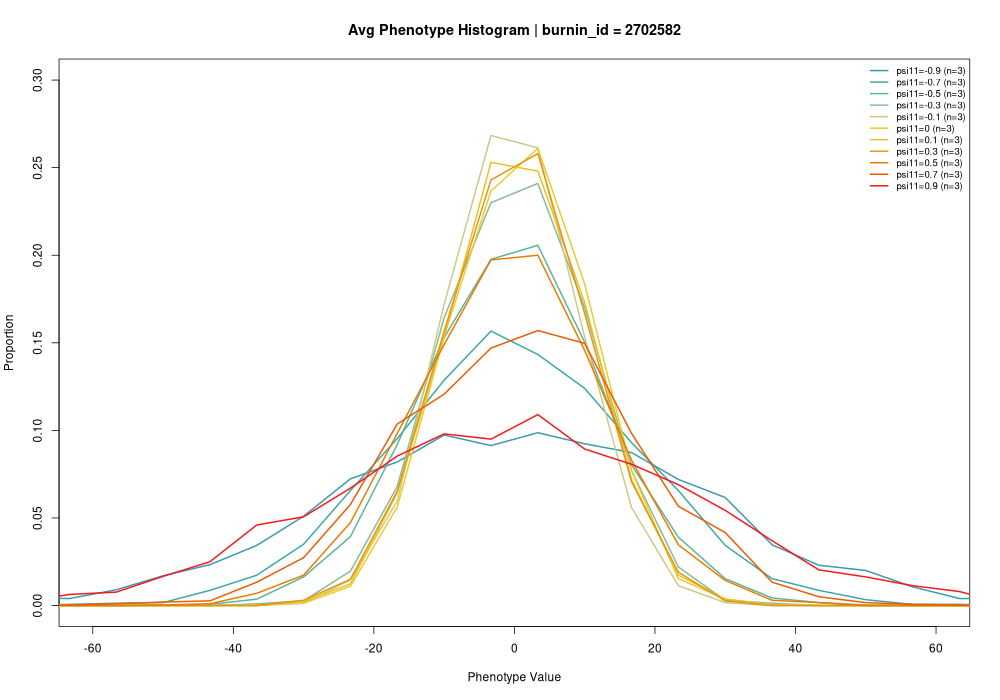 Avg Phenotype Histogram | burnin_id = 2702582
psi11=-0.9 (n=3)
psi11=-0.7 (n=3)
psi11=-0.5 (n=3)
psi11=-0.3 (n=3)
psi11=-0.1 (n=3)
psi11=0 (n=3)
psi11=0.1 (n=3)
psi11=0.3 (n=3)
psi11=0.5 (n=3)
psi11=0.7 (n=3)
psi11=0.9 (n=3)
Proportion
0.30
0.25
0.20
0.15
0.10
0.05
0.00
-60 -40 -20 0 20 40 60
Phenotype Value